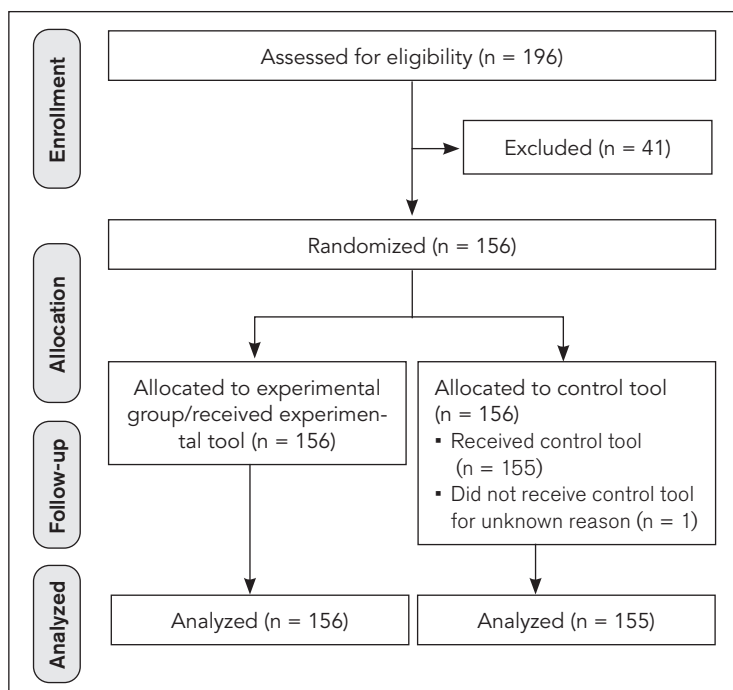 Enrollment
Assessed for eligibility (n = 196)
Excluded (n = 41)
Randomized (n = 156)
Allocation
Allocated to experimental
group/received experimen-
tal tool (n = 156)
Allocated to control tool
(n = 156)
▪ Received control tool
(n = 155)
▪ Did not receive control tool
for unknown reason (n = 1)
Follow-up
Analyzed
Analyzed (n = 156)
Analyzed (n = 155)